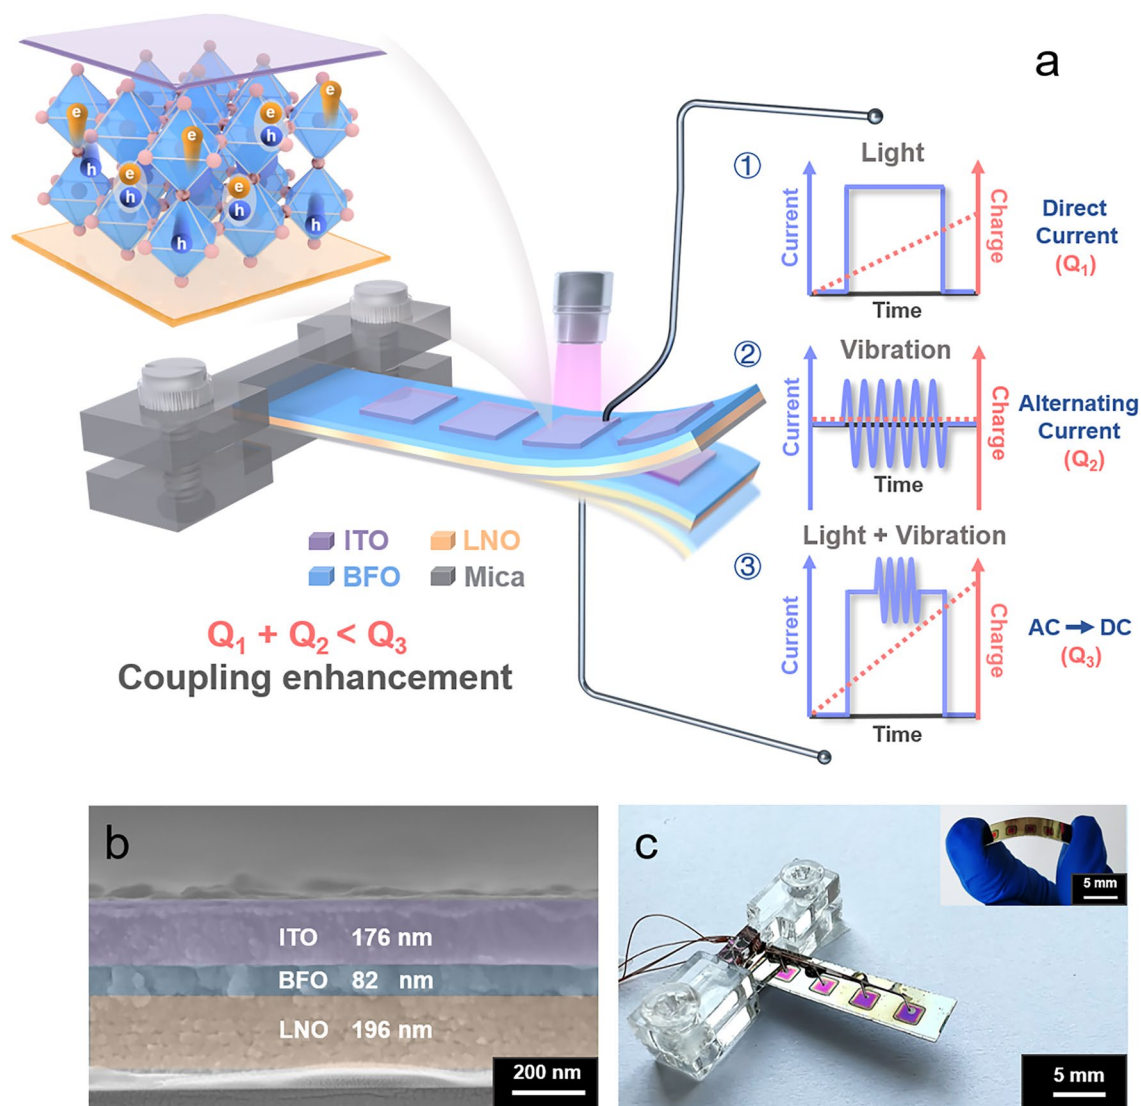 a
e
e
e
e
h
h
e
h
e
h
h
h
① Light
Current
Charge
Time
Direct
Current
(Q₁)
② Vibration
Current
Charge
Time
Alternating
Current
(Q₂)
Light + Vibration
③
Current
Charge
Time
AC → DC
(Q₃)
ITO LNO
BFO Mica
Q₁ + Q₂ < Q₃
Coupling enhancement
b
ITO 176 nm
BFO 82 nm
LNO 196 nm
200 nm
c
5 mm
5 mm